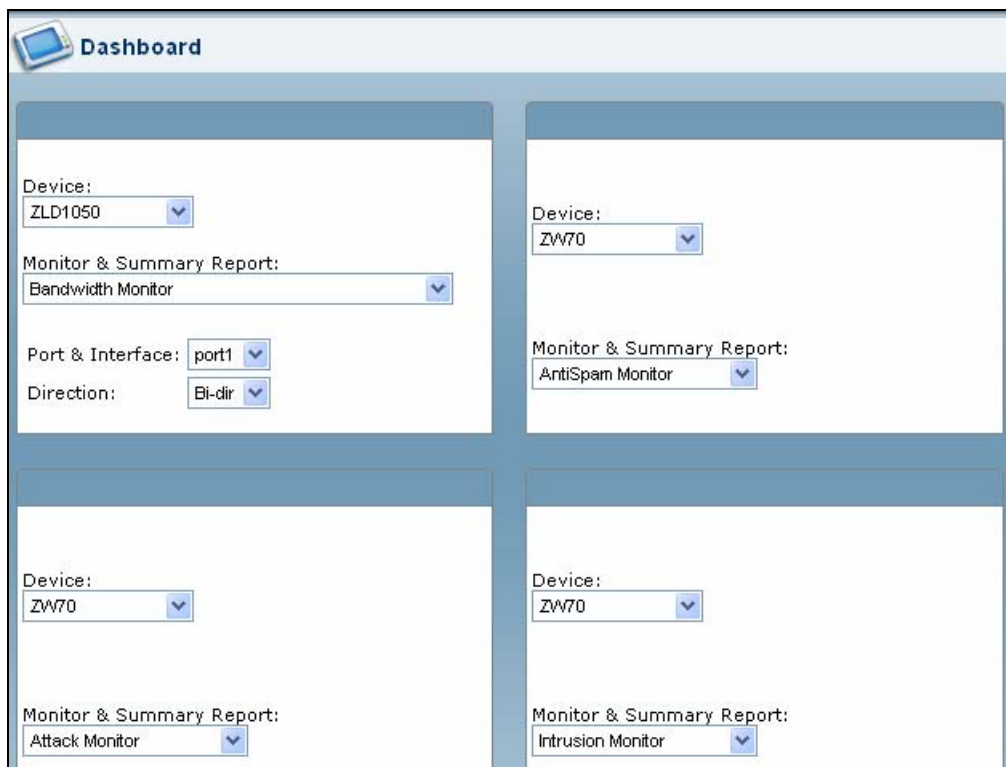 Dashboard
Device:
ZLD1050
Monitor & Summary Report:
Bandwidth Monitor
Port & Interface: port1
Direction: Bi-dir
Device:
ZW70
Monitor & Summary Report:
AntiSpam Monitor
Device:
ZW70
Monitor & Summary Report:
Attack Monitor
Device:
ZW70
Monitor & Summary Report:
Intrusion Monitor